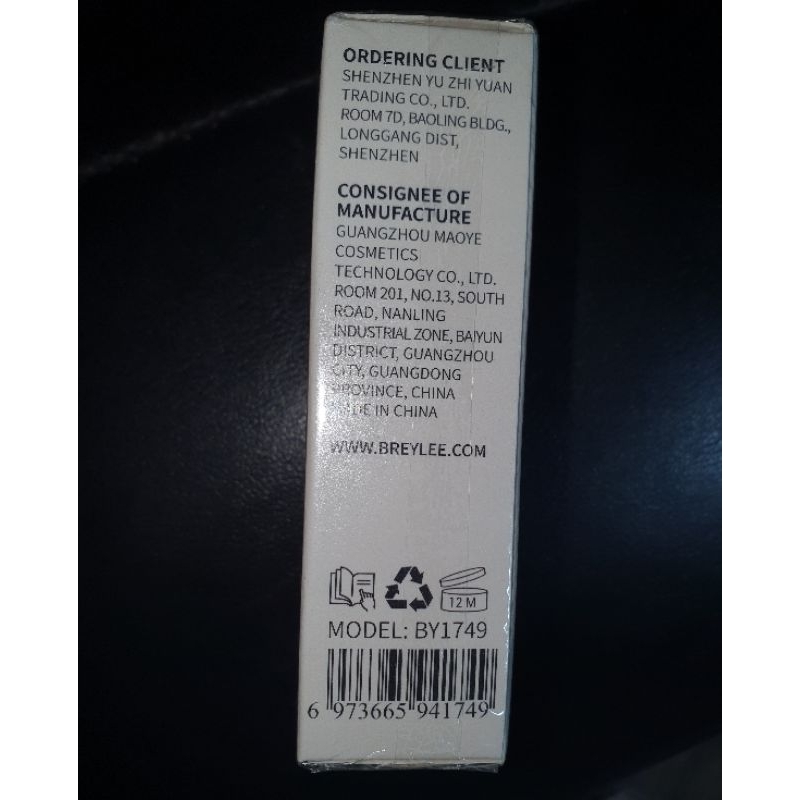 ORDERING CLIENT
SHENZHEN YU ZHI YUAN
TRADING CO., LTD.
ROOM 7D, BAOLING BLDG.,
LONGGANG DIST,
SHENZHEN
CONSIGNEE OF
MANUFACTURE
GUANGZHOU MAOYE
COSMETICS
TECHNOLOGY CO., LTD.
ROOM 201, NO.13, SOUTH
ROAD, NANLING
INDUSTRIAL ZONE, BAIYUN
DISTRICT, GUANGZHOU
CITY, GUANGDONG
PROVINCE, CHINA
MADE IN CHINA
WWW.BREYLEE.COM
12 M
MODEL: BY1749
6 973665 941749